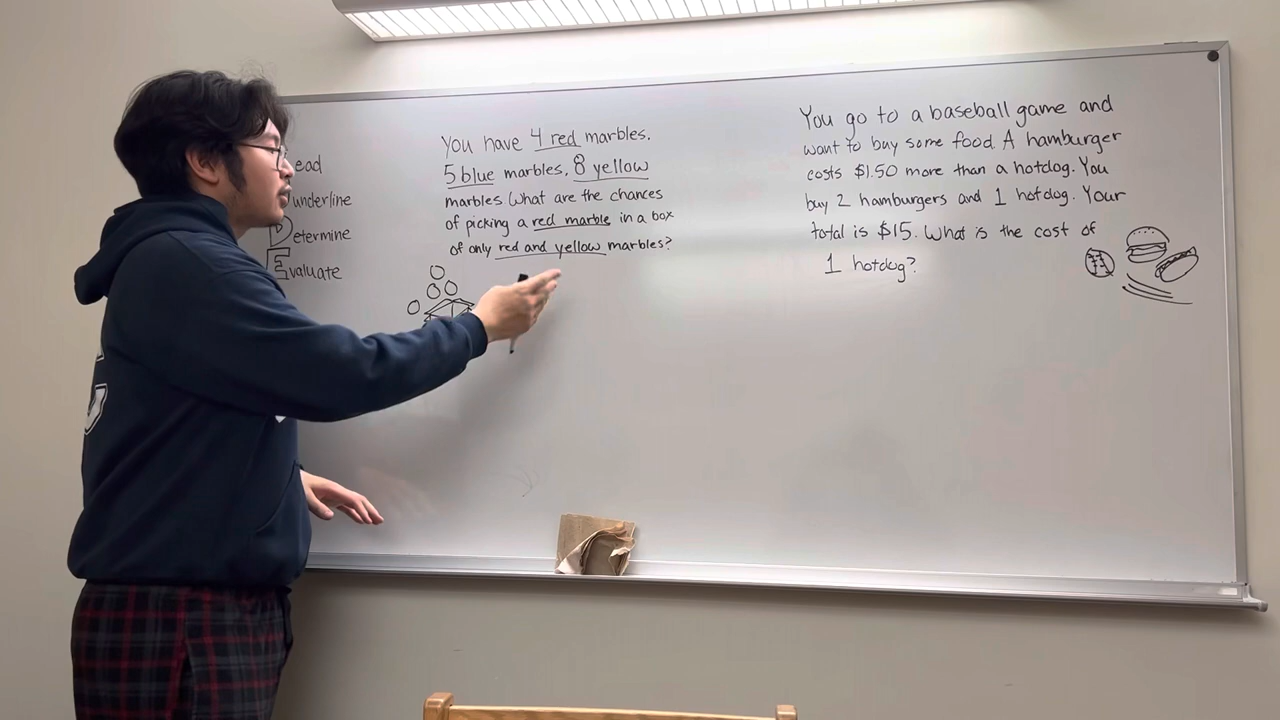 ead
underline
Determine
Evaluate
You have 4 red marbles,
5 blue marbles, 8 yellow
marbles. What are the chances
of picking a red marble in a box
of only red and yellow marbles?
You go to a baseball game and
want to buy some food. A hamburger
costs $1.50 more than a hotdog. You
buy 2 hamburgers and 1 hotdog. Your
total is $15. What is the cost of
1 hotdog?